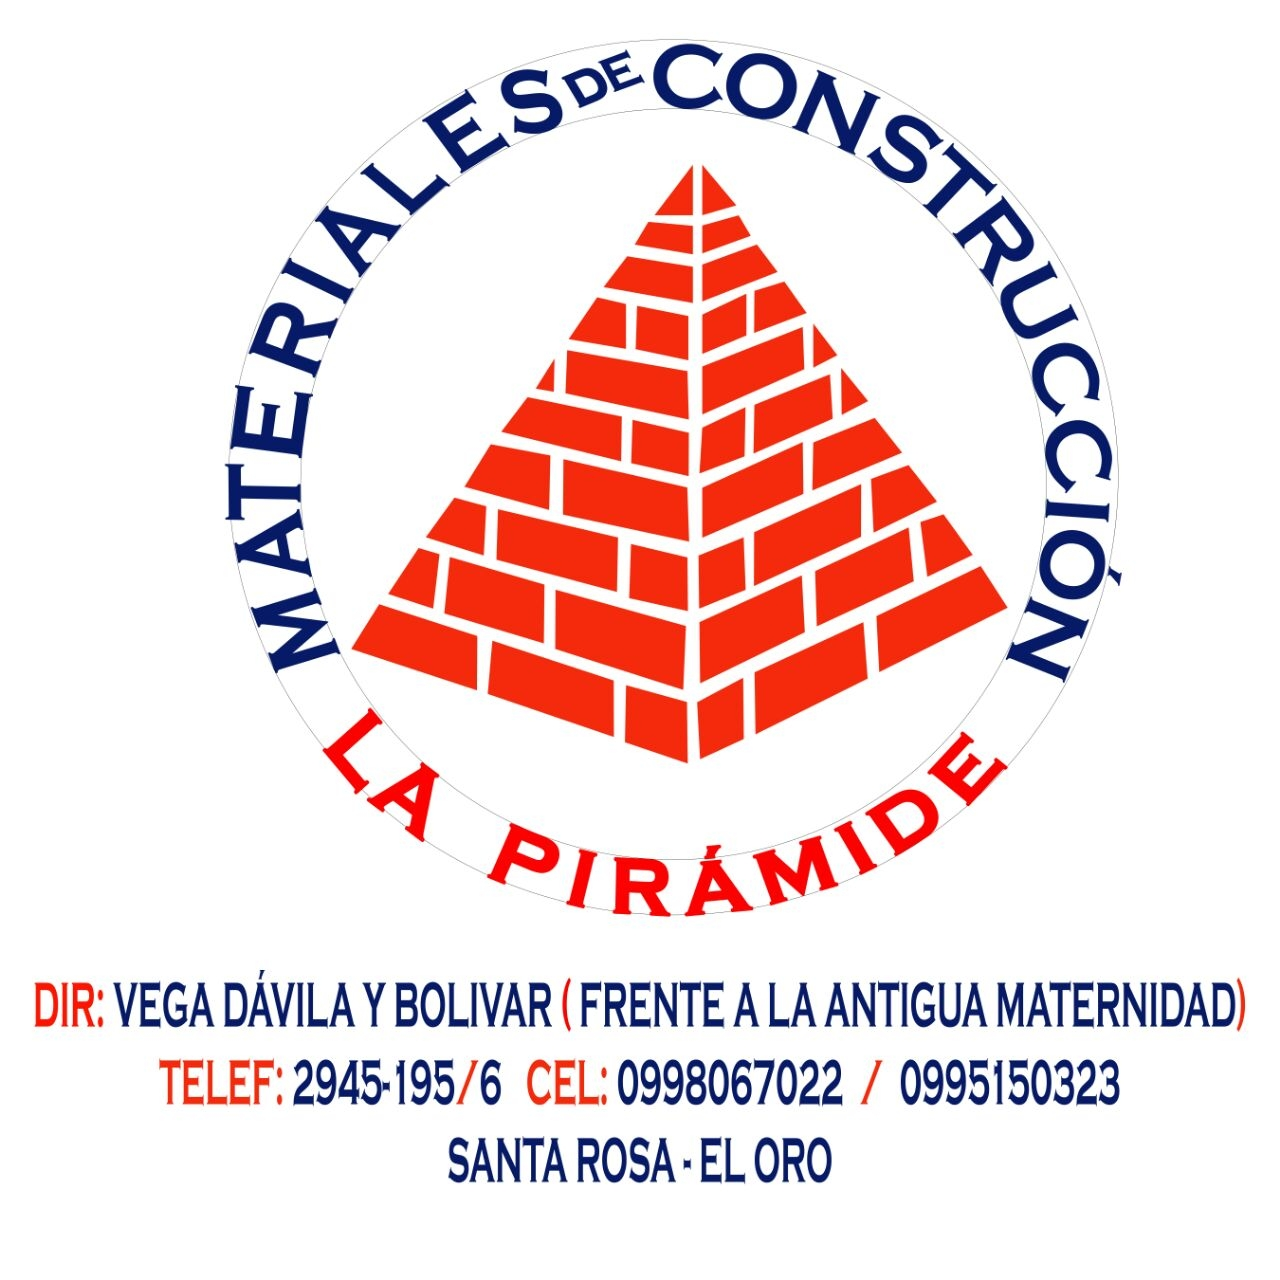 MATERIALES DE CONSTRUCCIÓN
LA PIRÁMIDE
DIR: VEGA DÁVILA Y BOLIVAR ( FRENTE A LA ANTIGUA MATERNIDAD)
TELEF: 2945-195/6 CEL: 0998067022 / 0995150323
SANTA ROSA - EL ORO